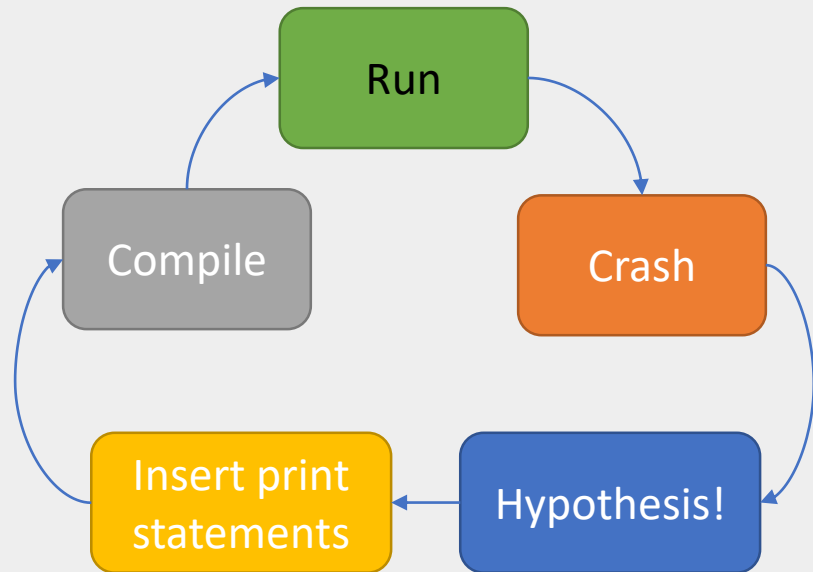 Run
Compile
Crash
Insert print
statements
Hypothesis!